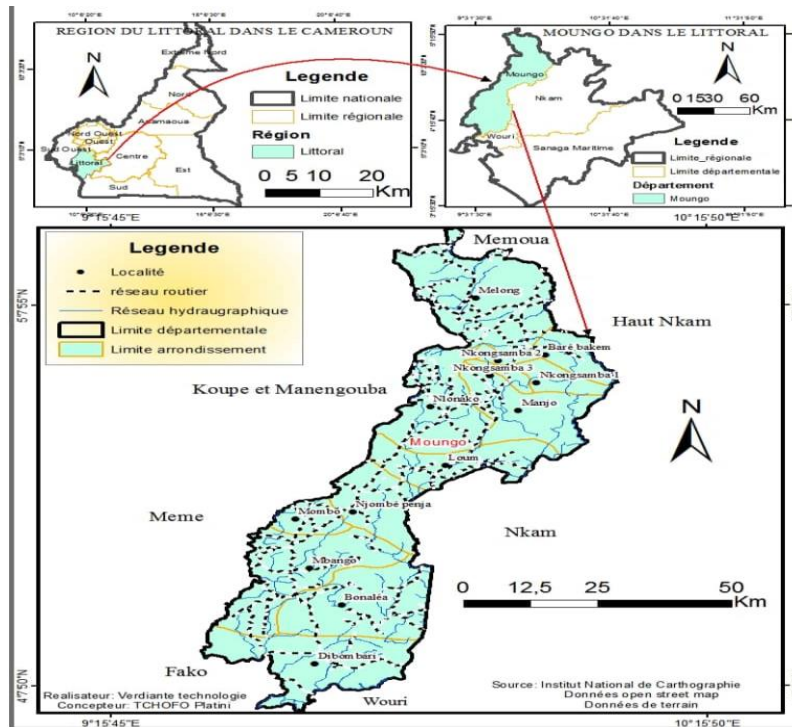 REGION DU LITTORAL DANS LE CAMEROUN
N
Extreme Nord
Nord
Adamaoua
Nord Ouest
Ouest
Sud Ouest
Littoral
Centre
Est
Sud
Legende
Limite nationale
Limite régionale
Région
Littoral
0 5 10 20
Km
MOUNGO DANS LE LITTORAL
N
Moungo
Nkam
Wouri
Sanaga Maritime
0 1530 60
Km
Legende
Limite_régionale
Limite départementale
Département
Moungo
9°15'45"
10°15'50"
Legende
Localité
réseau routier
Réseau hydraugraphique
Limite départementale
Limite arrondissement
Memoua
Melong
Haut Nkam
Nkongsamba 2
Baré bakem
Nkongsamba 3
Nkongsamba 1
Koupe et Manengouba
Nlonako
Manjo
Moungo
Loum
N
Meme
Mombo
Njombé penja
Nkam
Mbango
Bonaléa
0 12,5 25 50
Km
Dibombari
Fako
Wouri
5°7'55"
4°7'50"
Realisateur: Verdiante technologie
Concepteur: TCHOFO Platini
Source: Institut National de Carthographie
Données open street map
Données de terrain
9°15'45"
10°15'50"